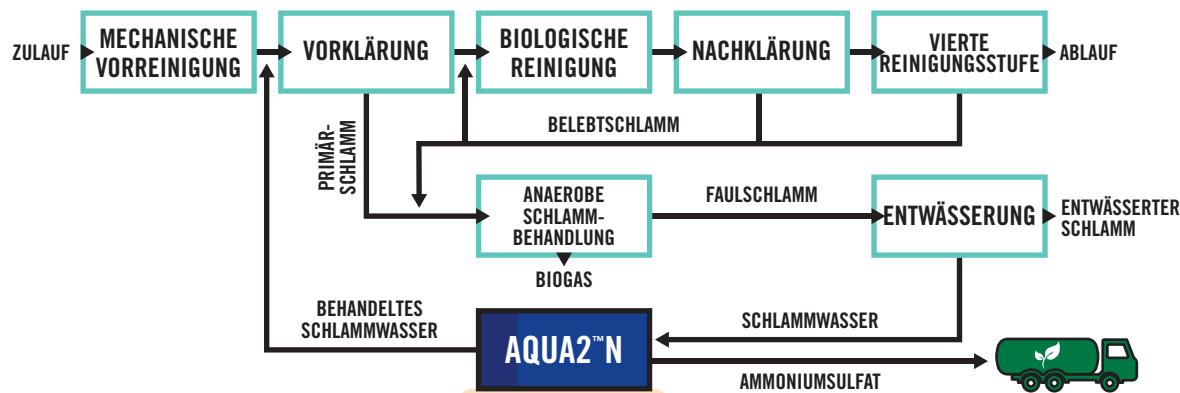 ZULAUF
MECHANISCHE
VORREINIGUNG
VORKLÄRUNG
BIOLOGISCHE
REINIGUNG
NACHKLÄRUNG
VIERTE
REINIGUNGSSTUFE
ABLAUF
PRIMÄR-
SCHLAMM
BELEBTSCHLAMM
ANAEROBE
SCHLAMM-
BEHANDLUNG
FAULSCHLAMM
ENTWÄSSERUNG
ENTWÄSSERTER
SCHLAMM
BIOGAS
BEHANDELTES
SCHLAMMWASSER
AQUA2™N
SCHLAMMWASSER
AMMONIUMSULFAT